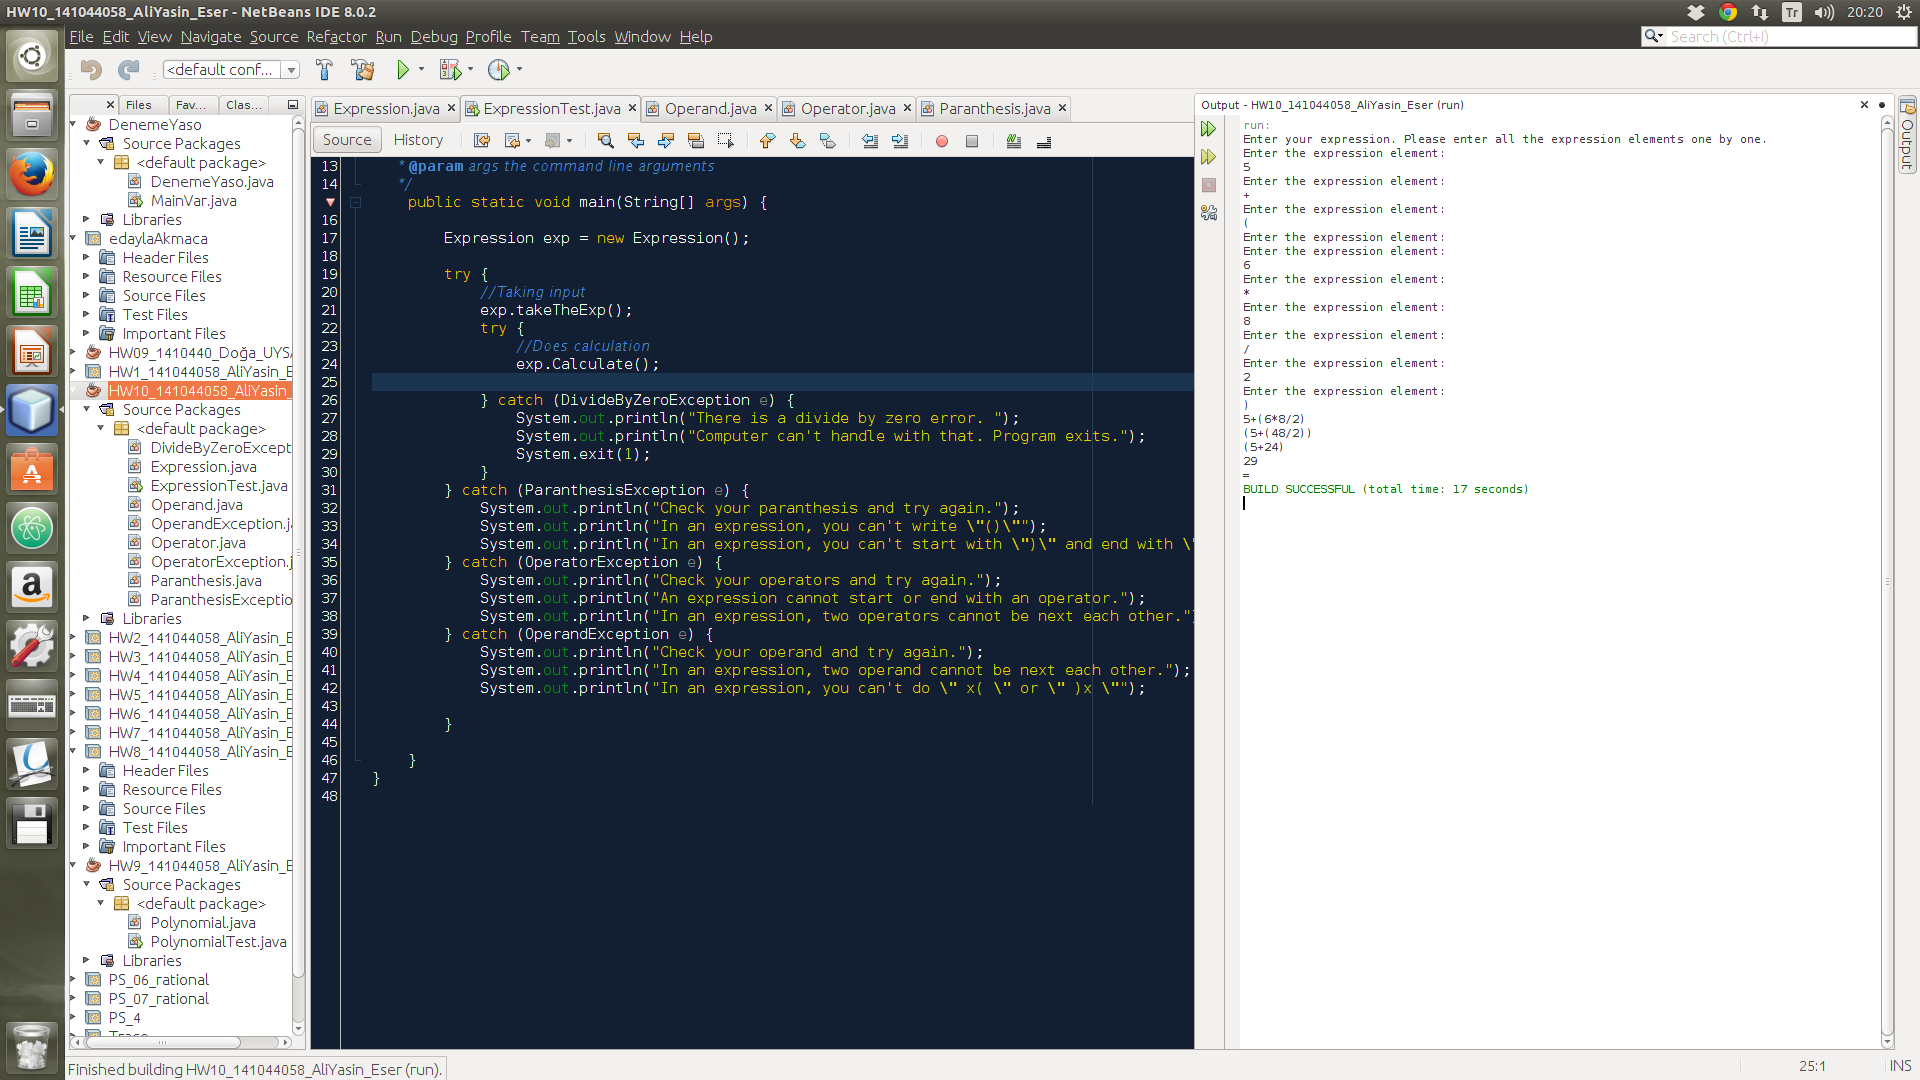 HW10_141044058_AliYasin_Eser - NetBeans IDE 8.0.2
Tr
20:20
File Edit View Navigate Source Refactor Run Debug Profile Team Tools Window Help
Search (Ctrl+I)
<default conf...
Files Fav... Clas...
DenemeYaso
Source Packages
<default package>
DenemeYaso.java
MainVar.java
Libraries
edaylaAkmaca
Header Files
Resource Files
Source Files
Test Files
Important Files
HW09_1410440_Doğa_UYSA
HW1_141044058_AliYasin_E
HW10_141044058_AliYasin_
Source Packages
<default package>
DivideByZeroExcept
Expression.java
ExpressionTest.java
Operand.java
OperandException.j
Operator.java
OperatorException.j
Paranthesis.java
ParanthesisExceptio
Libraries
HW2_141044058_AliYasin_E
HW3_141044058_AliYasin_E
HW4_141044058_AliYasin_E
HW5_141044058_AliYasin_E
HW6_141044058_AliYasin_E
HW7_141044058_AliYasin_E
HW8_141044058_AliYasin_E
Header Files
Resource Files
Source Files
Test Files
Important Files
HW9_141044058_AliYasin_E
Source Packages
<default package>
Polynomial.java
PolynomialTest.java
Libraries
PS_06_rational
PS_07_rational
PS_4
Expression.java ExpressionTest.java Operand.java Operator.java Paranthesis.java
Source History
13 * @param args the command line arguments
14 */
public static void main(String[] args) {
16
17 Expression exp = new Expression();
18
19 try {
20 //Taking input
21 exp.takeTheExp();
22 try {
23 //Does calculation
24 exp.Calculate();
25
26 } catch (DivideByZeroException e) {
27 System.out.println("There is a divide by zero error. ");
28 System.out.println("Computer can't handle with that. Program exits.");
29 System.exit(1);
30 }
31 } catch (ParanthesisException e) {
32 System.out.println("Check your paranthesis and try again.");
33 System.out.println("In an expression, you can't write \"()\"");
34 System.out.println("In an expression, you can't start with \")\" and end with \"
35 } catch (OperatorException e) {
36 System.out.println("Check your operators and try again.");
37 System.out.println("An expression cannot start or end with an operator.");
38 System.out.println("In an expression, two operators cannot be next each other.")
39 } catch (OperandException e) {
40 System.out.println("Check your operand and try again.");
41 System.out.println("In an expression, two operand cannot be next each other.");
42 System.out.println("In an expression, you can't do \" x( \" or \" )x \"");
43
44 }
45
46 }
47 }
48
Output - HW10_141044058_AliYasin_Eser (run)
Output
run:
Enter your expression. Please enter all the expression elements one by one.
Enter the expression element:
5
Enter the expression element:
+
Enter the expression element:
(
Enter the expression element:
Enter the expression element:
6
Enter the expression element:
*
Enter the expression element:
8
Enter the expression element:
/
Enter the expression element:
2
Enter the expression element:
)
5+(6*8/2)
(5+(48/2))
(5+24)
29
=
BUILD SUCCESSFUL (total time: 17 seconds)
Finished building HW10_141044058_AliYasin_Eser (run).
25:1
INS